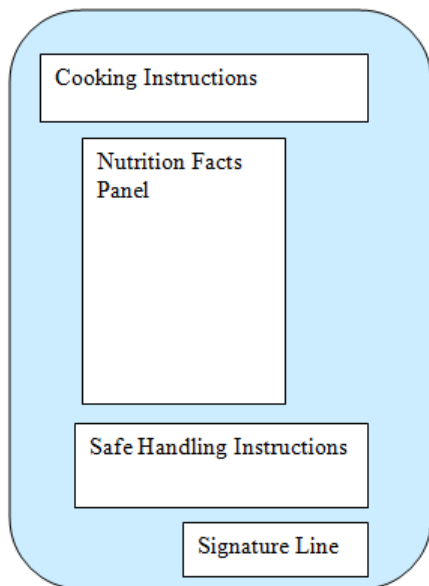 Cooking Instructions
Nutrition Facts
Panel
Safe Handling Instructions
Signature Line